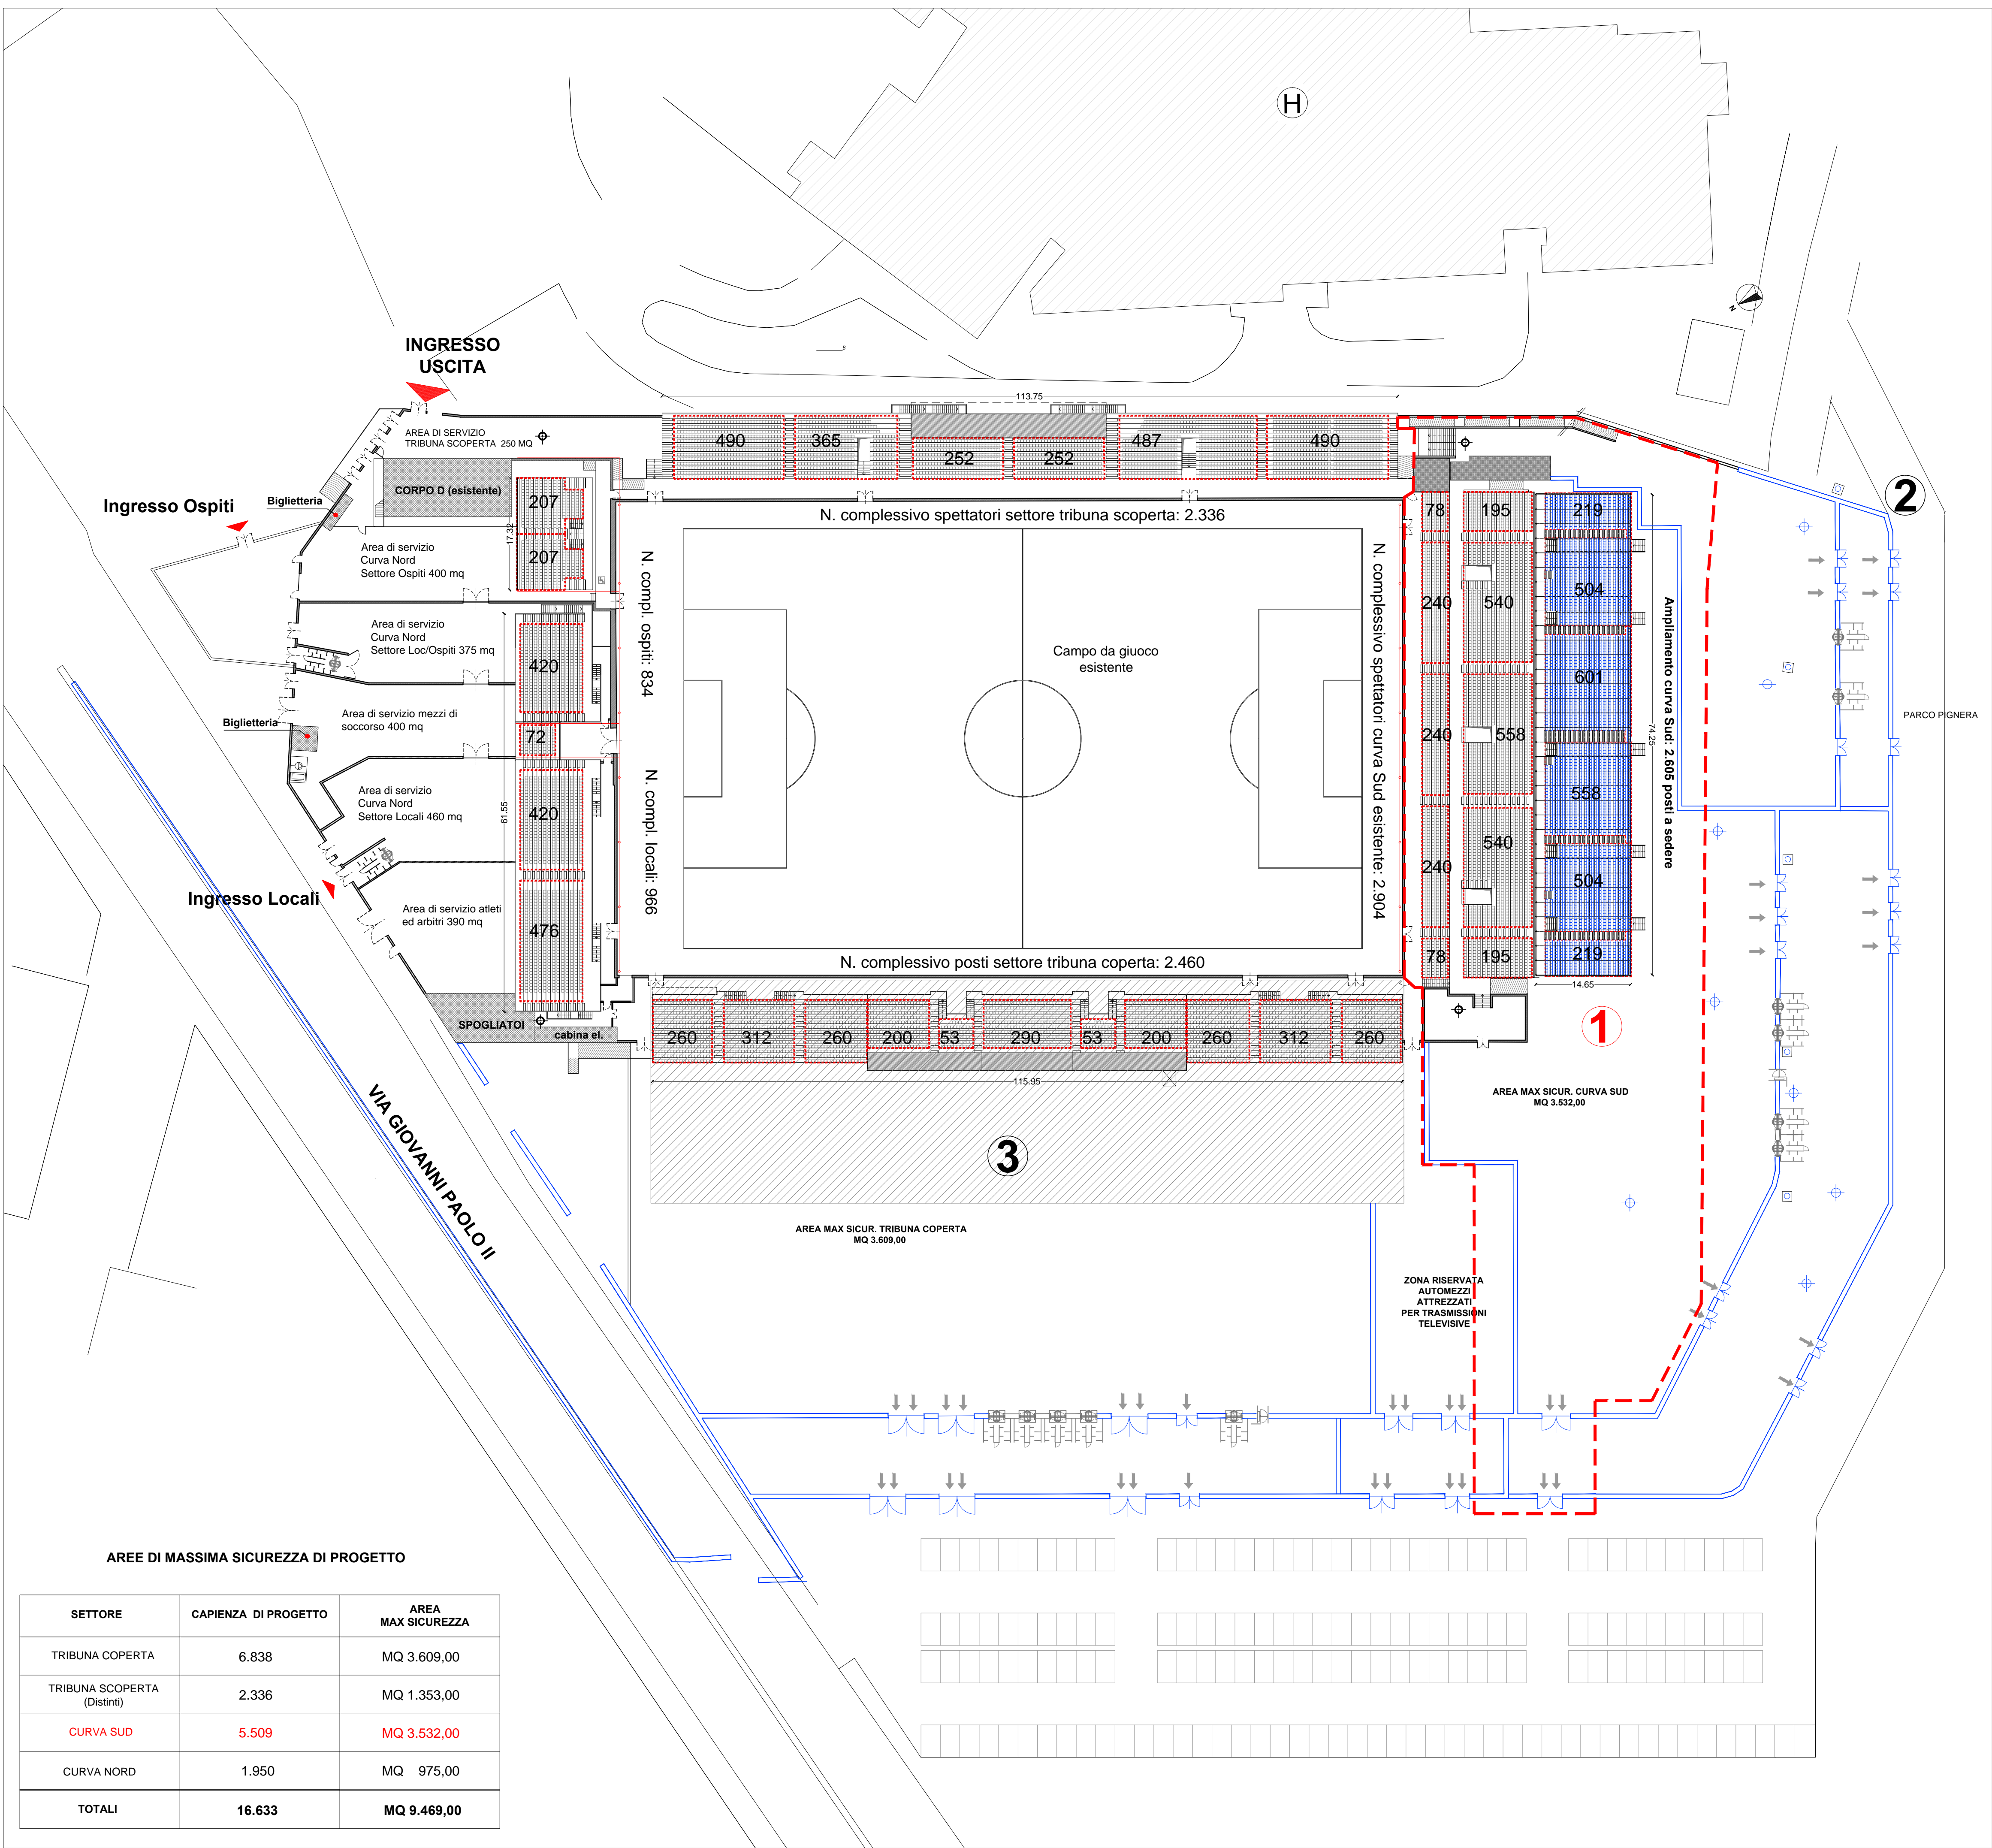 H
N
B
INGRESSO
USCITA
113.75
AREA DI SERVIZIO
TRIBUNA SCOPERTA 250 MQ
490
365
252
252
487
490
2
Ingresso Ospiti
Biglietteria
CORPO D (esistente)
207
207
17.32
N. complessivo spettatori settore tribuna scoperta: 2.336
78
195
219
Area di servizio
Curva Nord
Settore Ospiti 400 mq
N. compl. ospiti: 834
N. complessivo spettatori curva Sud esistente: 2.904
240
540
504
Ampliamento curva Sud: 2.605 posti a sedere
Area di servizio
Curva Nord
Settore Loc/Ospiti 375 mq
420
Campo da giuoco
esistente
601
Biglietteria
Area di servizio mezzi di
soccorso 400 mq
72
240
558
74.25
PARCO PIGNERA
Area di servizio
Curva Nord
Settore Locali 460 mq
61.55
420
N. compl. locali: 966
558
240
540
504
Ingresso Locali
Area di servizio atleti
ed arbitri 390 mq
476
78
195
219
N. complessivo posti settore tribuna coperta: 2.460
14.65
SPOGLIATOI
cabina el.
260
312
260
200
53
290
53
200
260
312
260
1
115.95
AREA MAX SICUR. CURVA SUD
MQ 3.532,00
VIA GIOVANNI PAOLO II
3
AREA MAX SICUR. TRIBUNA COPERTA
MQ 3.609,00
ZONA RISERVATA
AUTOMEZZI
ATTREZZATI
PER TRASMISSIONI
TELEVISIVE
AREE DI MASSIMA SICUREZZA DI PROGETTO
SETTORE CAPIENZA DI PROGETTO AREA
MAX SICUREZZA
TRIBUNA COPERTA 6.838 MQ 3.609,00
TRIBUNA SCOPERTA
(Distinti) 2.336 MQ 1.353,00
CURVA SUD 5.509 MQ 3.532,00
CURVA NORD 1.950 MQ 975,00
TOTALI 16.633 MQ 9.469,00